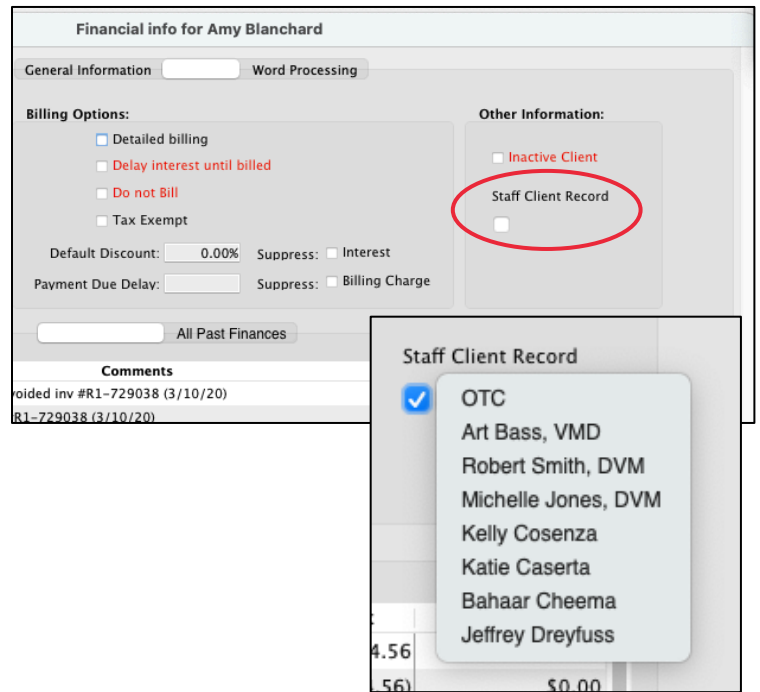 Financial info for Amy Blanchard
General Information Word Processing
Billing Options:
Detailed billing
Delay interest until billed
Do not Bill
Tax Exempt
Default Discount: 0.00% Suppress: Interest
Payment Due Delay: Suppress: Billing Charge
Other Information:
Inactive Client
Staff Client Record
All Past Finances
Comments
voided inv #R1-729038 (3/10/20)
R1-729038 (3/10/20)
Staff Client Record
OTC
Art Bass, VMD
Robert Smith, DVM
Michelle Jones, DVM
Kelly Cosenza
Katie Caserta
Bahaar Cheema
Jeffrey Dreyfuss
4.56
.56) $0.00